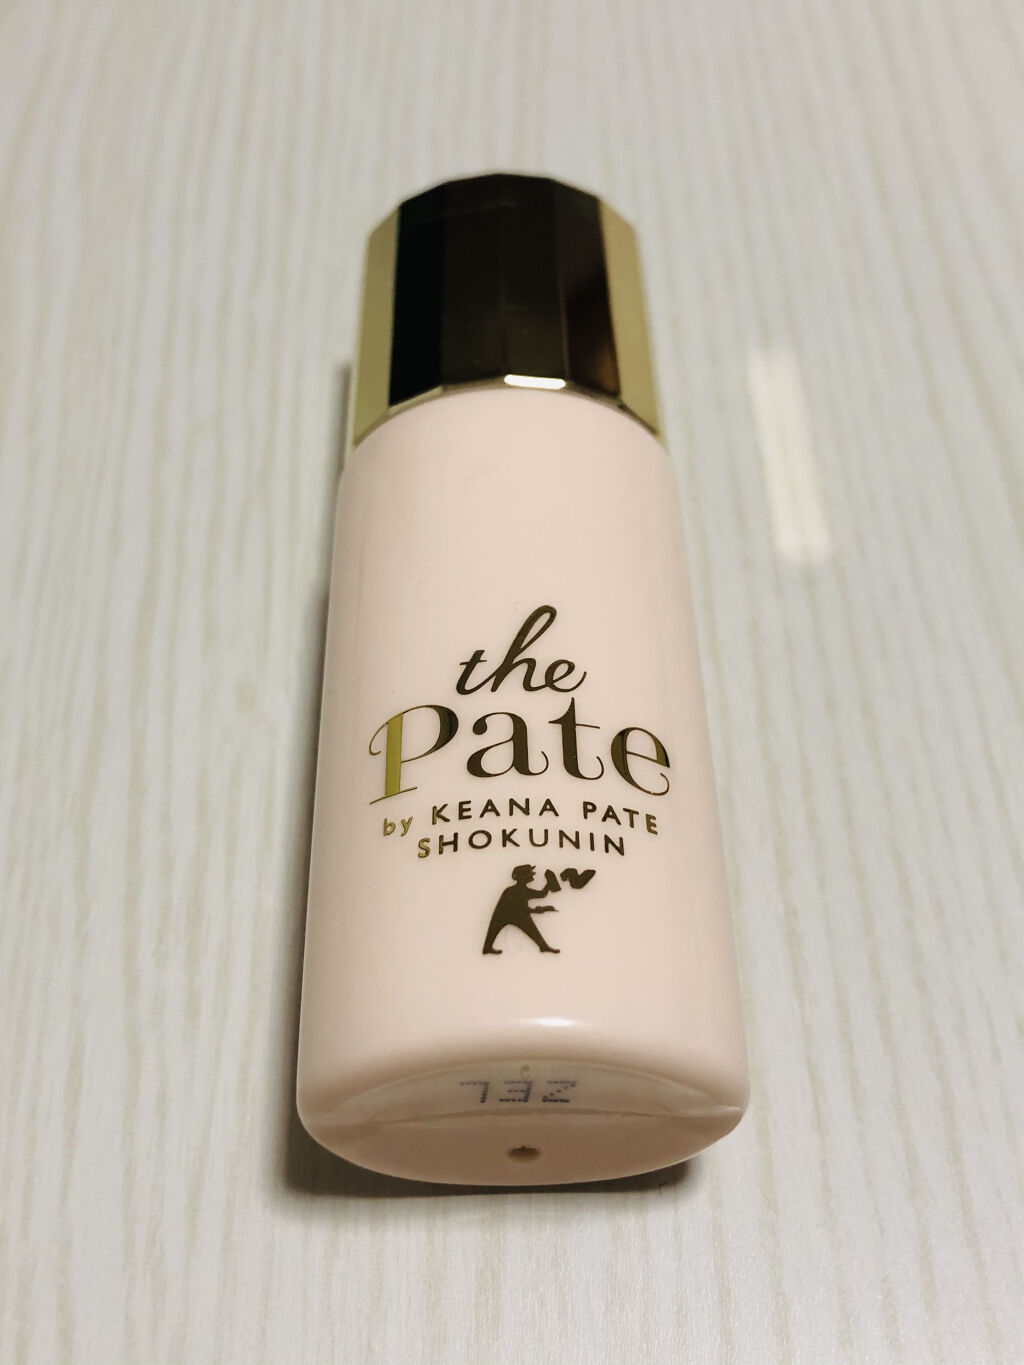 the
Pate
by KEANA PATE
SHOKUNIN